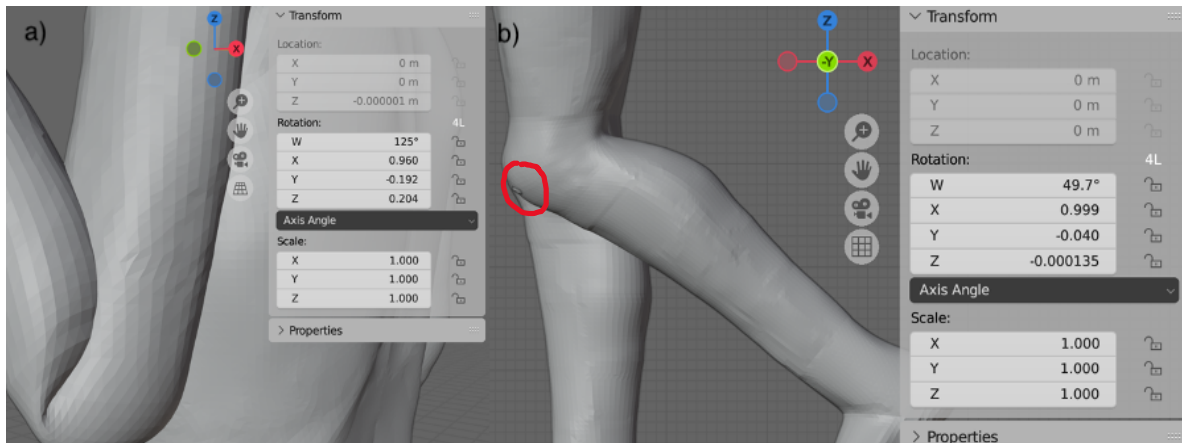 a)
Z
X
Transform
Location:
X 0 m
Y 0 m
Z -0.000001 m
Rotation: 4L
W 125°
X 0.960
Y -0.192
Z 0.204
Axis Angle
Scale:
X 1.000
Y 1.000
Z 1.000
Properties
b)
Z
-Y X
Transform
Location:
X 0 m
Y 0 m
Z 0 m
Rotation: 4L
W 49.7°
X 0.999
Y -0.040
Z -0.000135
Axis Angle
Scale:
X 1.000
Y 1.000
Z 1.000
Properties